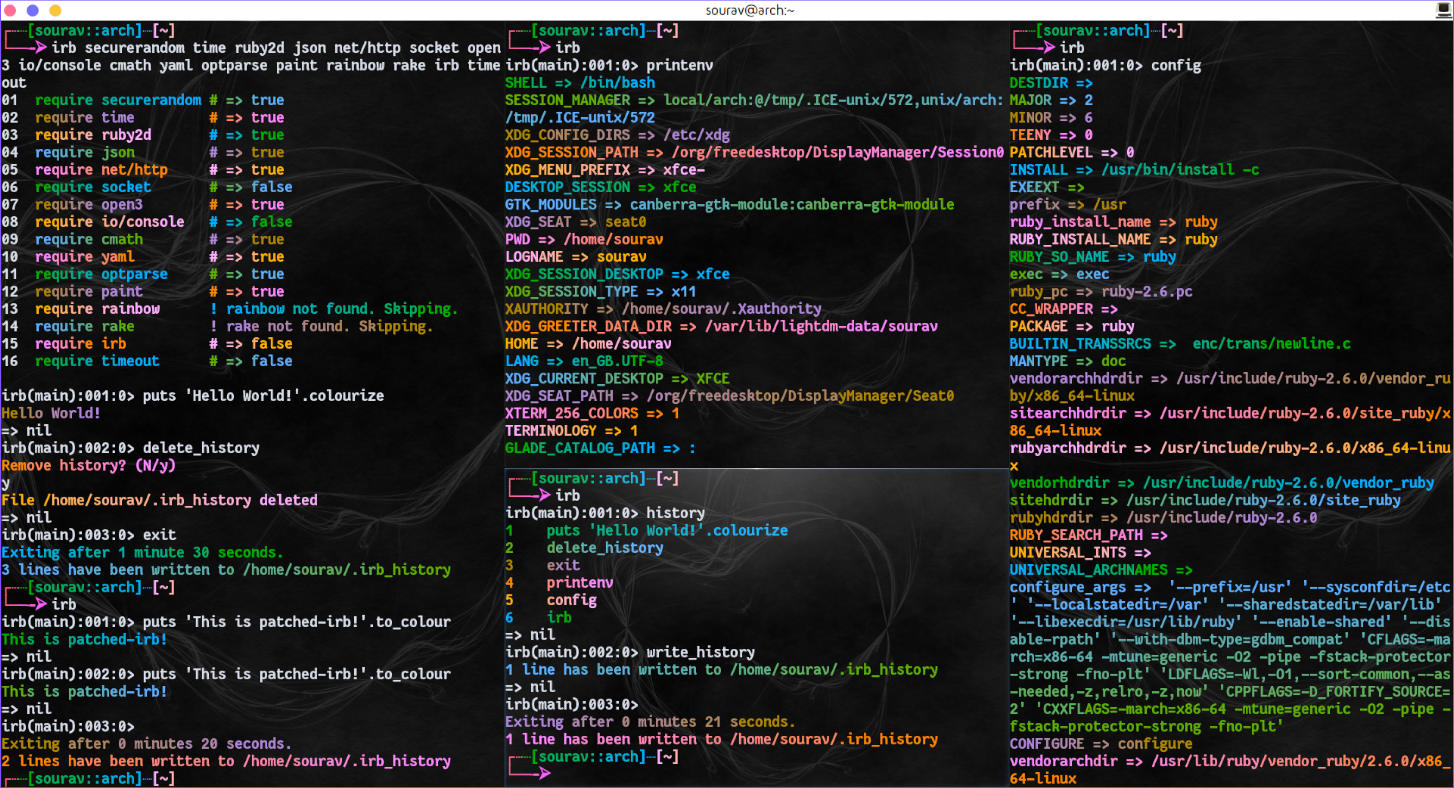 sourav@arch:~
[sourav::arch]—[~]
irb securerandom time ruby2d json net/http socket open
3 io/console cmath yaml optparse paint rainbow rake irb time
out
01 require securerandom # => true
02 require time # => true
03 require ruby2d # => true
04 require json # => true
05 require net/http # => true
06 require socket # => false
07 require open3 # => true
08 require io/console # => false
09 require cmath # => true
10 require yaml # => true
11 require optparse # => true
12 require paint # => true
13 require rainbow ! rainbow not found. Skipping.
14 require rake ! rake not found. Skipping.
15 require irb # => false
16 require timeout # => false
irb(main):001:0> puts 'Hello World!'.colourize
Hello World!
=> nil
irb(main):002:0> delete_history
Remove history? (N/y)
y
File /home/sourav/.irb_history deleted
=> nil
irb(main):003:0> exit
Exiting after 1 minute 30 seconds.
3 lines have been written to /home/sourav/.irb_history
[sourav::arch]—[~]
irb
irb(main):001:0> puts 'This is patched-irb!'.to_colour
This is patched-irb!
=> nil
irb(main):002:0> puts 'This is patched-irb!'.to_colour
This is patched-irb!
=> nil
irb(main):003:0>
Exiting after 0 minutes 20 seconds.
2 lines have been written to /home/sourav/.irb_history
[sourav::arch]—[~]
[sourav::arch]—[~]
irb
irb(main):001:0> printenv
SHELL => /bin/bash
SESSION_MANAGER => local/arch:@/tmp/.ICE-unix/572,unix/arch:
/tmp/.ICE-unix/572
XDG_CONFIG_DIRS => /etc/xdg
XDG_SESSION_PATH => /org/freedesktop/DisplayManager/Session0
XDG_MENU_PREFIX => xfce-
DESKTOP_SESSION => xfce
GTK_MODULES => canberra-gtk-module:canberra-gtk-module
XDG_SEAT => seat0
PWD => /home/sourav
LOGNAME => sourav
XDG_SESSION_DESKTOP => xfce
XDG_SESSION_TYPE => x11
XAUTHORITY => /home/sourav/.Xauthority
XDG_GREETER_DATA_DIR => /var/lib/lightdm-data/sourav
HOME => /home/sourav
LANG => en_GB.UTF-8
XDG_CURRENT_DESKTOP => XFCE
XDG_SEAT_PATH => /org/freedesktop/DisplayManager/Seat0
XTERM_256_COLORS => 1
TERMINOLOGY => 1
GLADE_CATALOG_PATH => :
[sourav::arch]—[~]
irb
irb(main):001:0> history
1 puts 'Hello World!'.colourize
2 delete_history
3 exit
4 printenv
5 config
6 irb
=> nil
irb(main):002:0> write_history
1 line has been written to /home/sourav/.irb_history
=> nil
irb(main):003:0>
Exiting after 0 minutes 21 seconds.
1 line has been written to /home/sourav/.irb_history
[sourav::arch]—[~]
[sourav::arch]—[~]
irb
irb(main):001:0> config
DESTDIR =>
MAJOR => 2
MINOR => 6
TEENY => 0
PATCHLEVEL => 0
INSTALL => /usr/bin/install -c
EXEEXT =>
prefix => /usr
ruby_install_name => ruby
RUBY_INSTALL_NAME => ruby
RUBY_SO_NAME => ruby
exec => exec
ruby_pc => ruby-2.6.pc
CC_WRAPPER =>
PACKAGE => ruby
BUILTIN_TRANSSRCS => enc/trans/newline.c
MANTYPE => doc
vendorarchhdrdir => /usr/include/ruby-2.6.0/vendor_ru
by/x86_64-linux
sitearchhdrdir => /usr/include/ruby-2.6.0/site_ruby/x
86_64-linux
rubyarchhdrdir => /usr/include/ruby-2.6.0/x86_64-linu
x
vendorhdrdir => /usr/include/ruby-2.6.0/vendor_ruby
sitehdrdir => /usr/include/ruby-2.6.0/site_ruby
rubyhdrdir => /usr/include/ruby-2.6.0
RUBY_SEARCH_PATH =>
UNIVERSAL_INTS =>
UNIVERSAL_ARCHNAMES =>
configure_args => '--prefix=/usr' '--sysconfdir=/etc
' '--localstatedir=/var' '--sharedstatedir=/var/lib'
'--libexecdir=/usr/lib/ruby' '--enable-shared' '--dis
able-rpath' '--with-dbm-type=gdbm_compat' 'CFLAGS=-ma
rch=x86-64 -mtune=generic -O2 -pipe -fstack-protector
-strong -fno-plt' 'LDFLAGS=-Wl,-O1,--sort-common,--as
-needed,-z,relro,-z,now' 'CPPFLAGS=-D_FORTIFY_SOURCE=
2' 'CXXFLAGS=-march=x86-64 -mtune=generic -O2 -pipe -
fstack-protector-strong -fno-plt'
CONFIGURE => configure
vendorarchdir => /usr/lib/ruby/vendor_ruby/2.6.0/x86_
64-linux